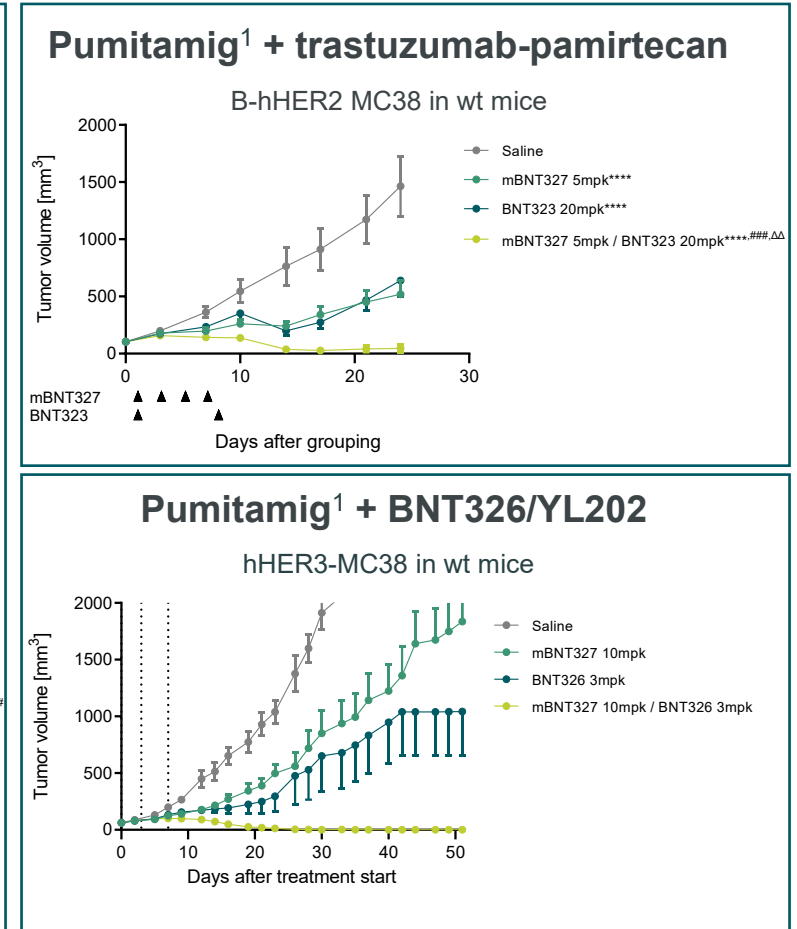 Pumitamig¹ + trastuzumab-pamirtecan
B-hHER2 MC38 in wt mice
Tumor volume [mm³]
2000
1500
1000
500
0
0 10 20 30
Saline
mBNT327 5mpk****
BNT323 20mpk****
mBNT327 5mpk / BNT323 20mpk****,###,ΔΔ
mBNT327 ▲ ▲ ▲ ▲
BNT323 ▲ ▲
Days after grouping
Pumitamig¹ + BNT326/YL202
hHER3-MC38 in wt mice
Tumor volume [mm³]
2000
1500
1000
500
0
0 10 20 30 40 50
Saline
mBNT327 10mpk
BNT326 3mpk
mBNT327 10mpk / BNT326 3mpk
Days after treatment start
#